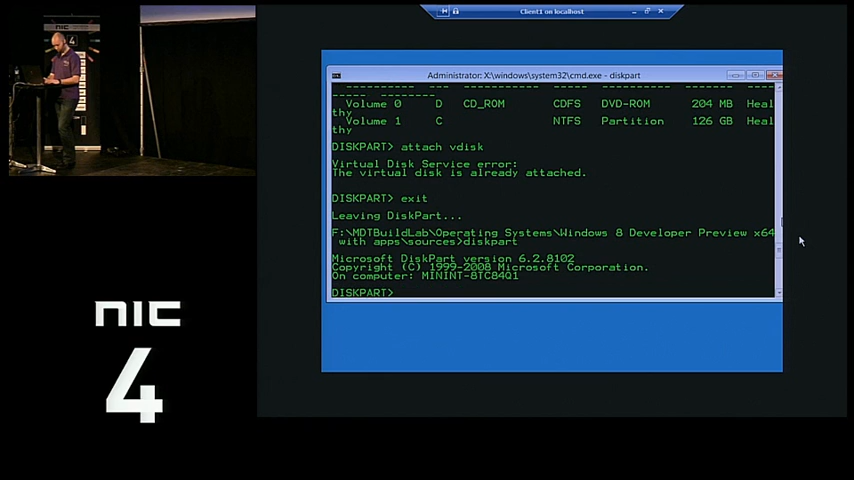 Client1 on localhost
nic
4
Administrator: X:\windows\system32\cmd.exe - diskpart
---------- --- ----------- ----- ---------- ------- ----
----- --------
Volume 0 D CD_ROM CDFS DVD-ROM 204 MB Heal
thy
Volume 1 C NTFS Partition 126 GB Heal
thy
DISKPART> attach vdisk
Virtual Disk Service error:
The virtual disk is already attached.
DISKPART> exit
Leaving DiskPart...
F:\MDTBuildLab\Operating Systems\Windows 8 Developer Preview x64
with apps\sources>diskpart
Microsoft DiskPart version 6.2.8102
Copyright (C) 1999-2008 Microsoft Corporation.
On computer: MININT-8TC84Q1
DISKPART>
nic
4